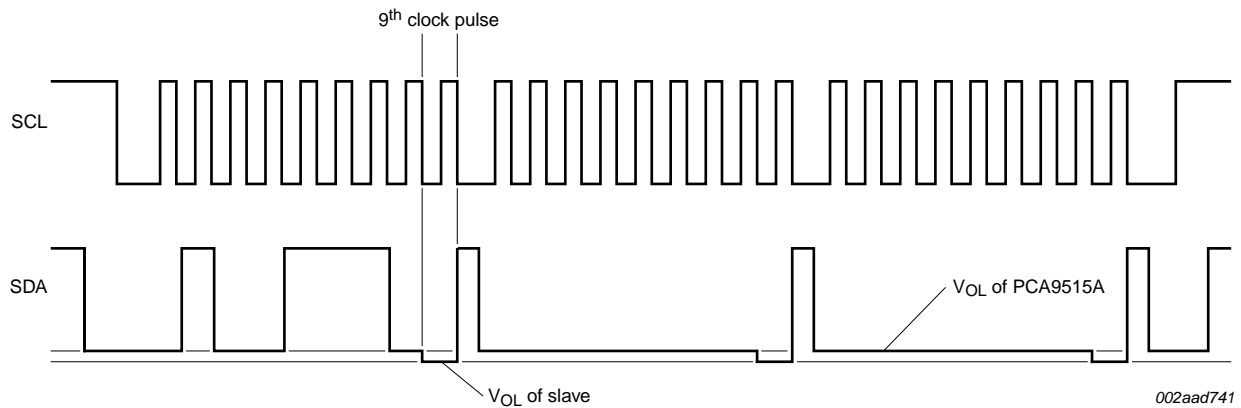 9th clock pulse
SCL
SDA
VOL of PCA9515A
VOL of slave
002aad741